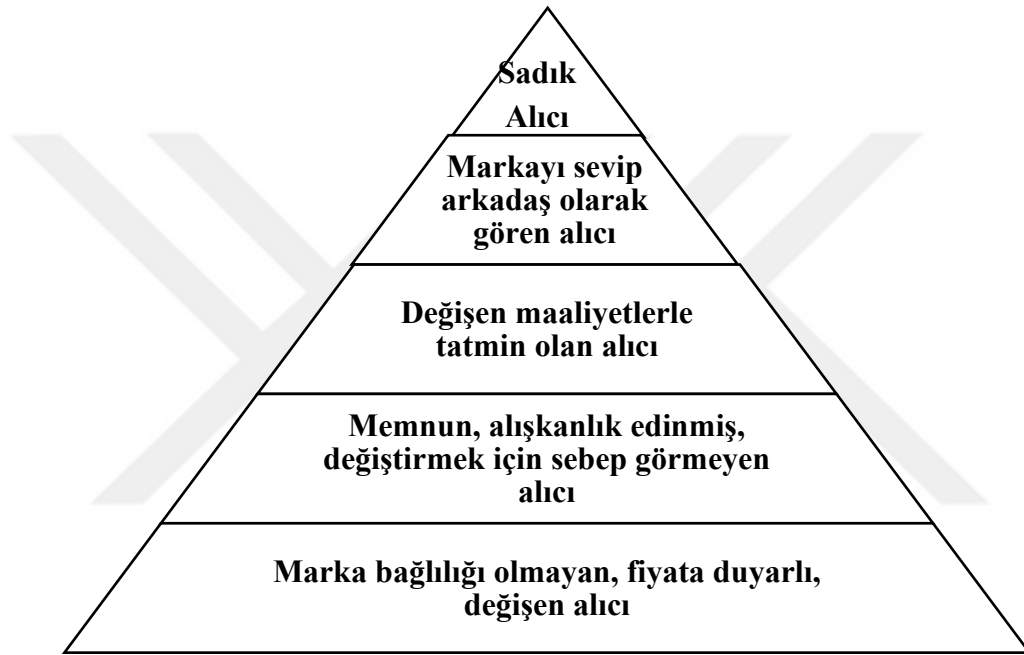 Sadık
Alıcı
Markayı sevip
arkadaş olarak
gören alıcı
Değişen maaliyetlerle
tatmin olan alıcı
Memnun, alışkanlık edinmiş,
değiştirmek için sebep görmeyen
alıcı
Marka bağlılığı olmayan, fiyata duyarlı,
değişen alıcı